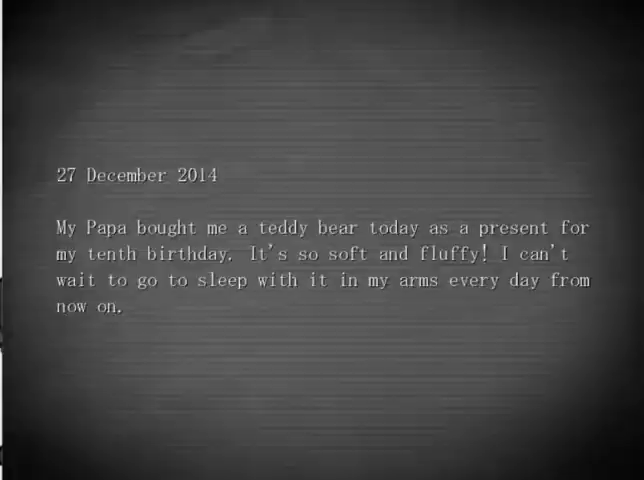 27 December 2014
My Papa bought me a teddy bear today as a present for
my tenth birthday. It's so soft and fluffy! I can't
wait to go to sleep with it in my arms every day from
now on.